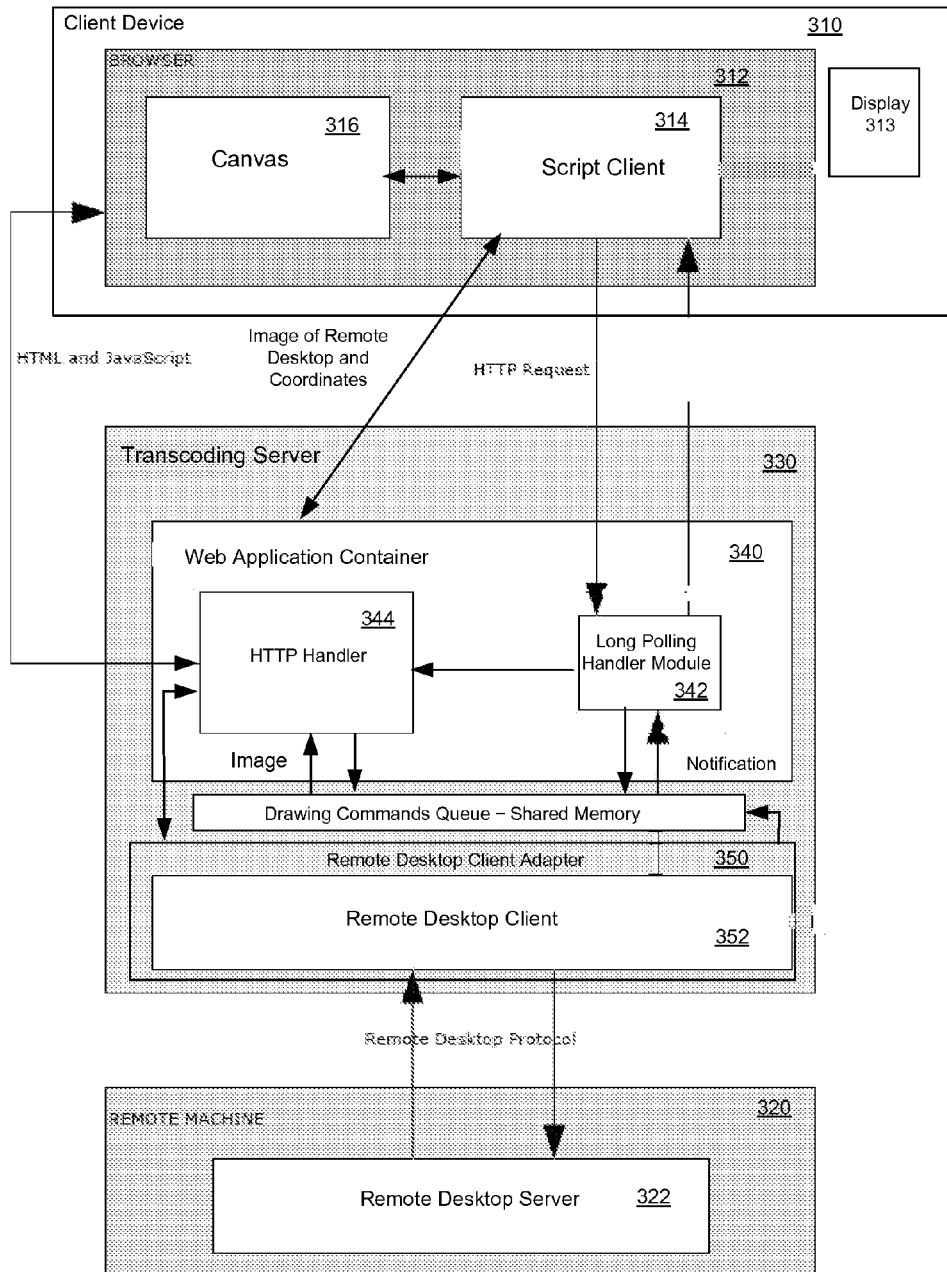 Client Device
310
BROWSER
312
316
Canvas
314
Script Client
Display
313
HTML and JavaScript
Image of Remote
Desktop and
Coordinates
HTTP Request
Transcoding Server
330
Web Application Container
340
344
HTTP Handler
Long Polling
Handler Module
342
Image
Notification
Drawing Commands Queue – Shared Memory
Remote Desktop Client Adapter
350
Remote Desktop Client
352
Remote Desktop Protocol
REMOTE MACHINE
320
Remote Desktop Server
322